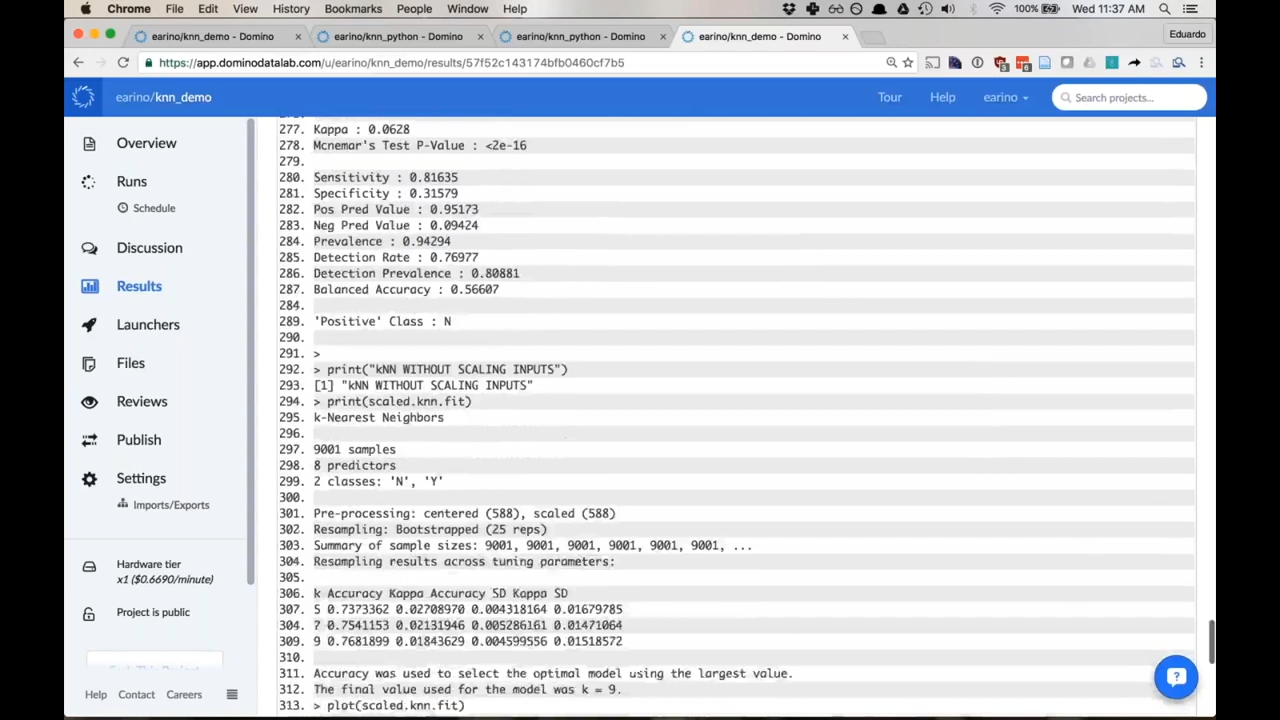 Chrome File Edit View History Bookmarks People Window Help 100% Wed 11:37 AM
earino/knn_demo - Domino × earino/knn_python - Domino × earino/knn_python - Domino × earino/knn_demo - Domino × Eduardo
https://app.dominodatalab.com/u/earino/knn_demo/results/57f52c143174bfb0460cf7b5
earino/knn_demo Tour Help earino Search projects...
Overview
Runs
Schedule
Discussion
Results
Launchers
Files
Reviews
Publish
Settings
Imports/Exports
Hardware tier
x1 ($0.6690/minute)
Project is public
Help Contact Careers
277. Kappa : 0.0628
278. Mcnemar's Test P-Value : <2e-16
279.
280. Sensitivity : 0.81635
281. Specificity : 0.31579
282. Pos Pred Value : 0.95173
283. Neg Pred Value : 0.09424
284. Prevalence : 0.94294
285. Detection Rate : 0.76977
286. Detection Prevalence : 0.80881
287. Balanced Accuracy : 0.56607
284.
289. 'Positive' Class : N
290.
291. >
292. > print("kNN WITHOUT SCALING INPUTS")
293. [1] "kNN WITHOUT SCALING INPUTS"
294. > print(scaled.knn.fit)
295. k-Nearest Neighbors
296.
297. 9001 samples
298. 8 predictors
299. 2 classes: 'N', 'Y'
300.
301. Pre-processing: centered (588), scaled (588)
302. Resampling: Bootstrapped (25 reps)
303. Summary of sample sizes: 9001, 9001, 9001, 9001, 9001, 9001, ...
304. Resampling results across tuning parameters:
305.
306. k Accuracy Kappa Accuracy SD Kappa SD
307. 5 0.7373362 0.02708970 0.004318164 0.01679785
304. 7 0.7541153 0.02131946 0.005286161 0.01471064
309. 9 0.7681899 0.01843629 0.004599556 0.01518572
310.
311. Accuracy was used to select the optimal model using the largest value.
312. The final value used for the model was k = 9.
313. > plot(scaled.knn.fit)